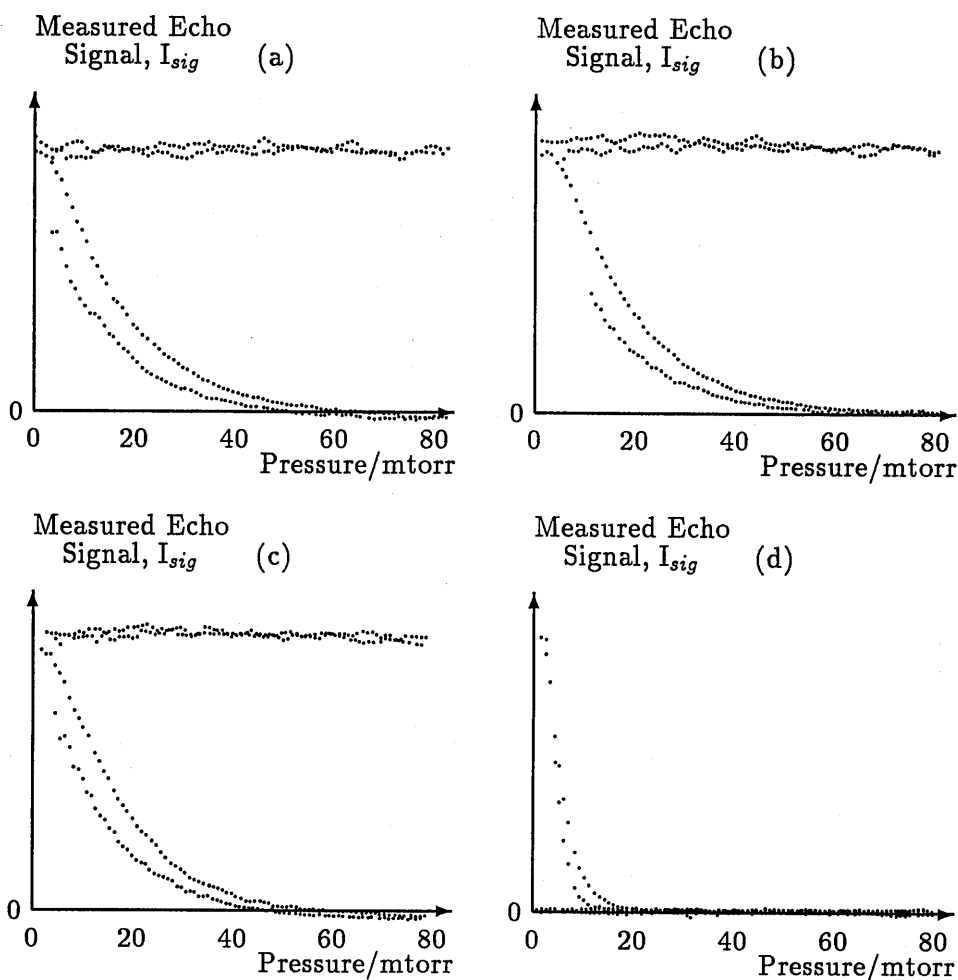 Measured Echo
Signal, I_sig (a)
0
0 20 40 60 80
Pressure/mtorr
Measured Echo
Signal, I_sig (b)
0
0 20 40 60 80
Pressure/mtorr
Measured Echo
Signal, I_sig (c)
0
0 20 40 60 80
Pressure/mtorr
Measured Echo
Signal, I_sig (d)
0
0 20 40 60 80
Pressure/mtorr